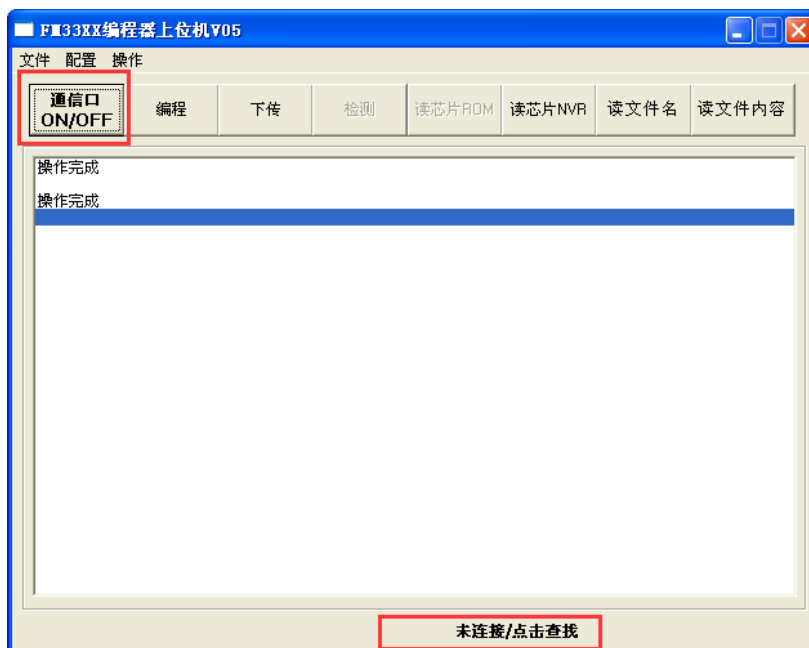 FM33XX编程器上位机V05
文件 配置 操作
通信口
ON/OFF
编程
下传
检测
读芯片ROM
读芯片NVR
读文件名
读文件内容
操作完成
操作完成
未连接/点击查找